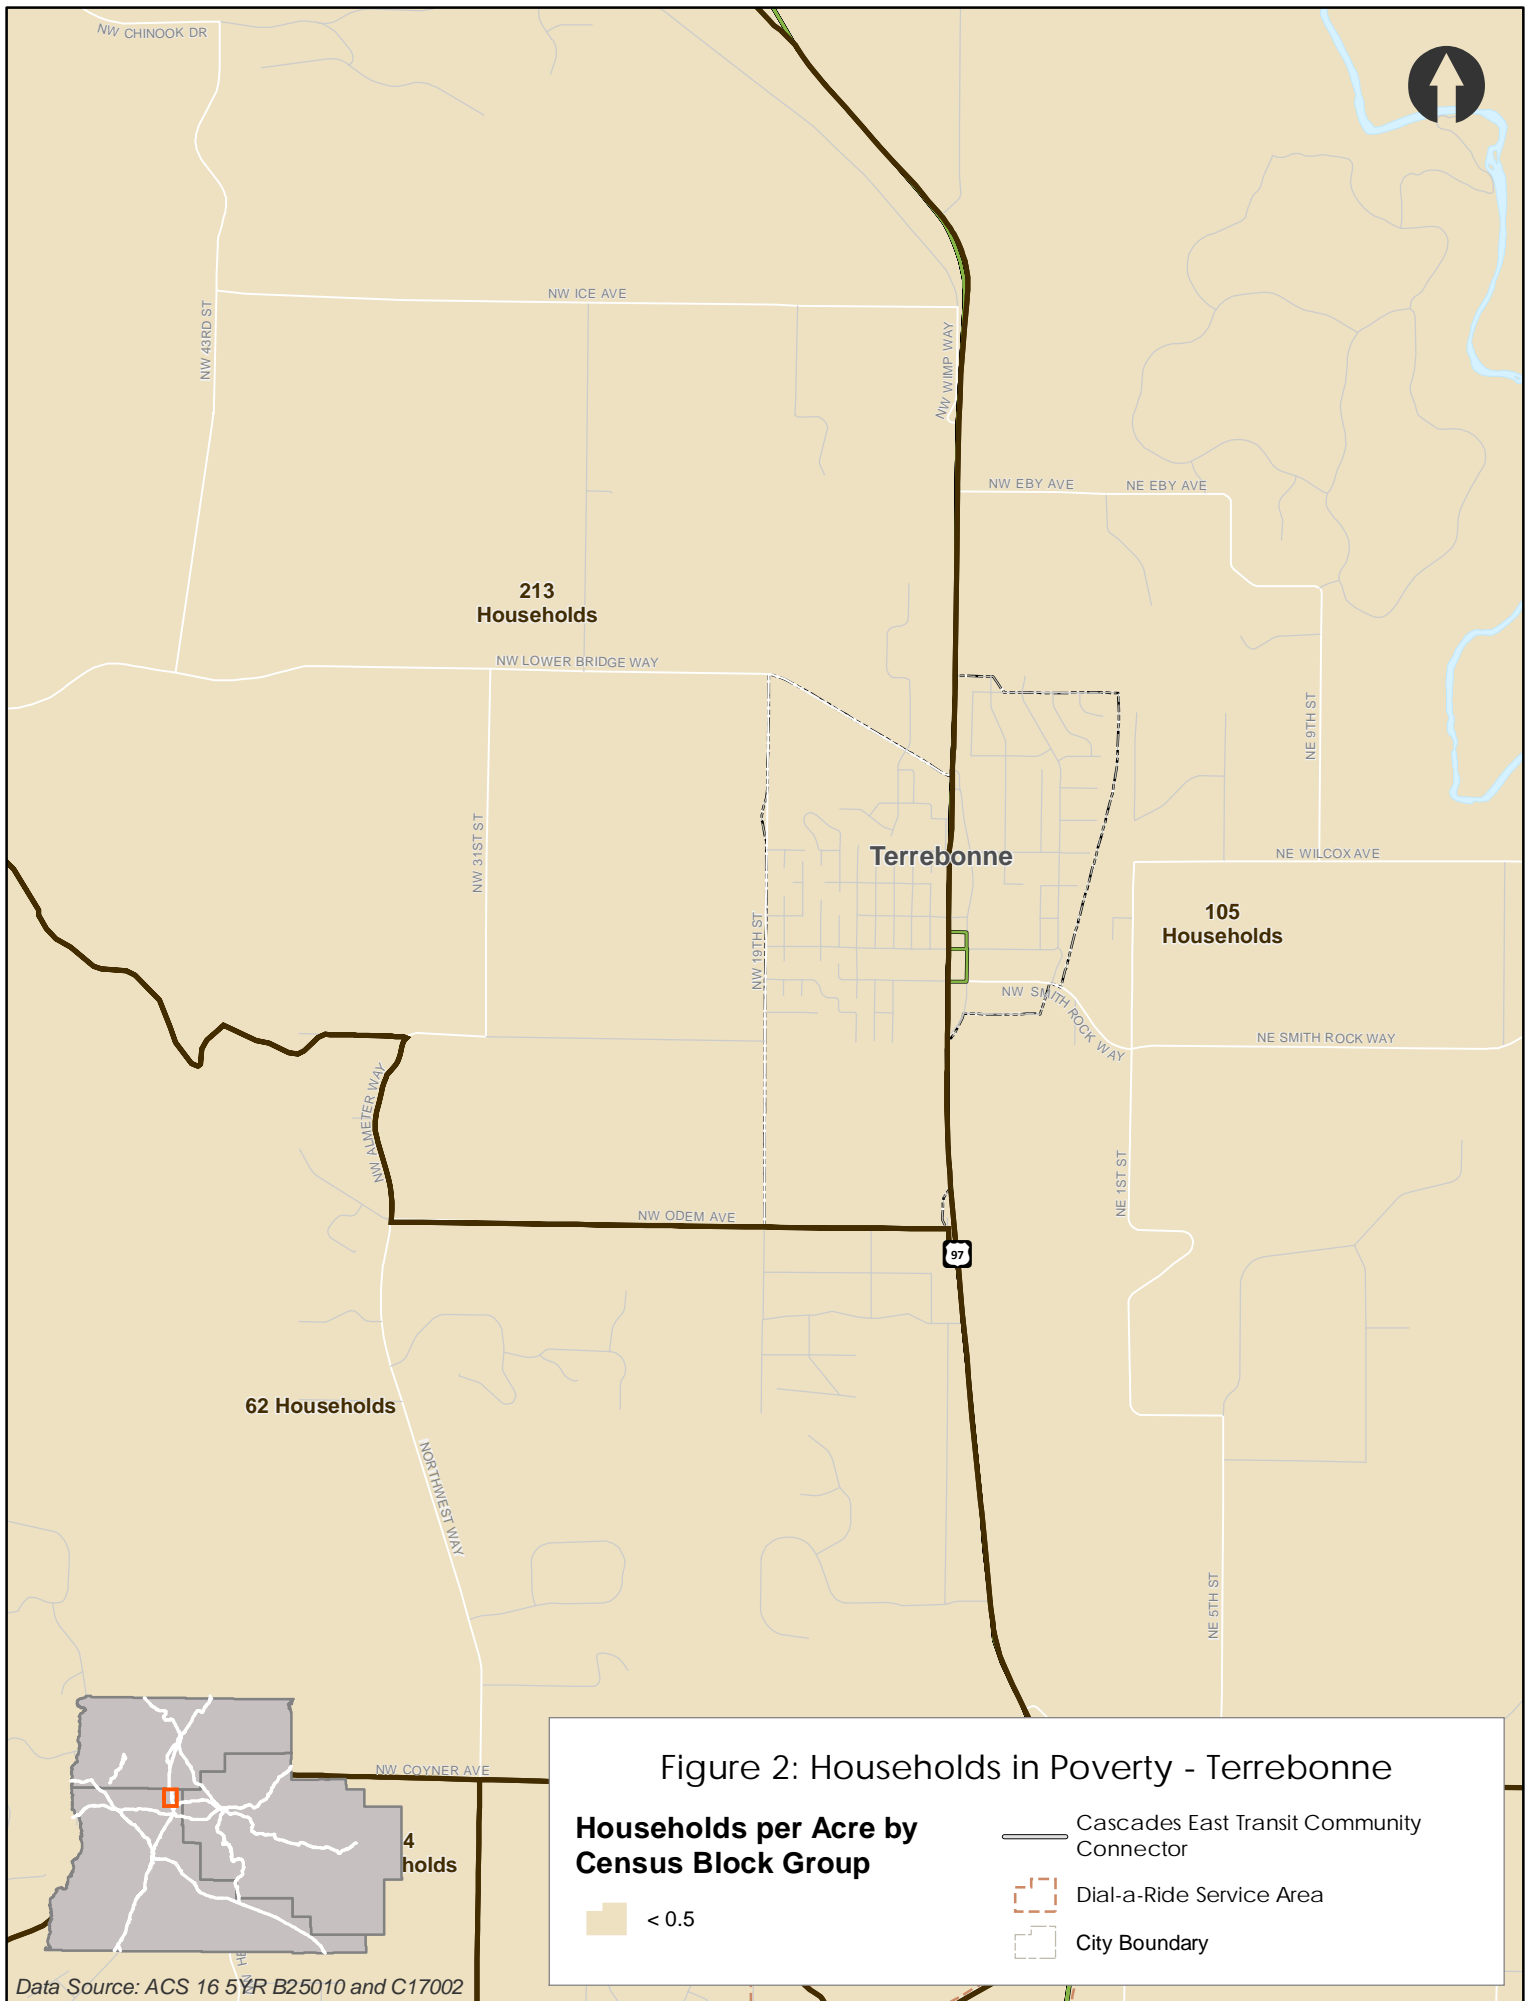 NW CHINOOK DR
NW ICE AVE
NW 43RD ST
NW WIMP WAY
NW EBY AVE
NE EBY AVE
213
Households
NW LOWER BRIDGE WAY
NE 9TH ST
NW 31ST ST
Terrebonne
NE WILCOX AVE
105
Households
NW 19TH ST
NW SMITH ROCK WAY
NE SMITH ROCK WAY
NW ALMETER WAY
NE 1ST ST
NW ODEM AVE
97
62 Households
NORTHWEST WAY
NE 5TH ST
NW COYNER AVE
4
holds
NW HE
Figure 2: Households in Poverty - Terrebonne
Households per Acre by
Census Block Group
< 0.5
Cascades East Transit Community
Connector
Dial-a-Ride Service Area
City Boundary
Data Source: ACS 16 5YR B25010 and C17002